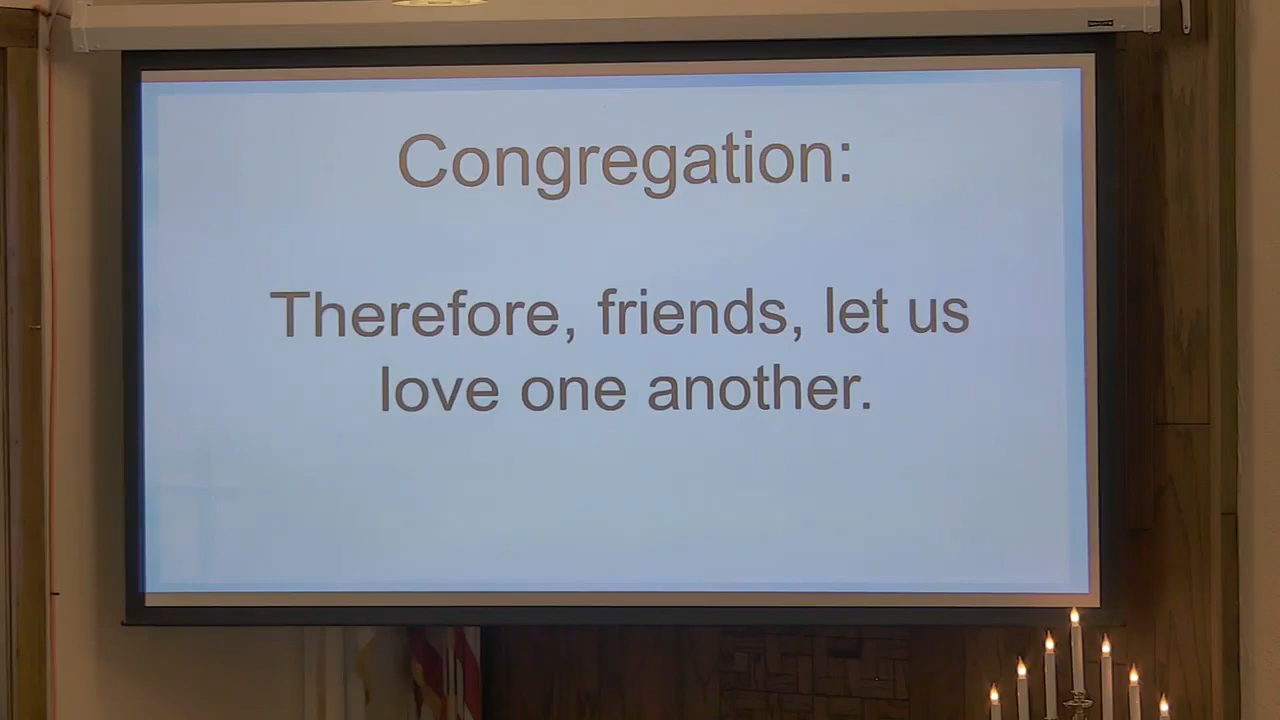 Congregation:
Therefore, friends, let us
love one another.